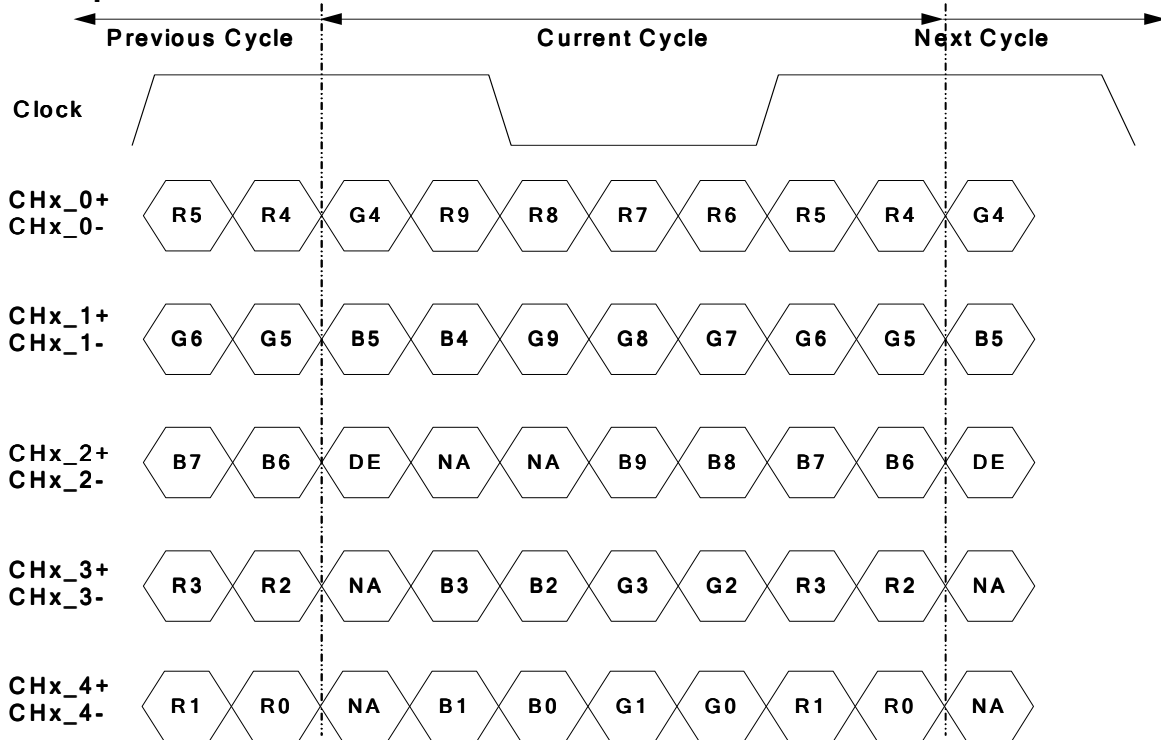 Previous Cycle Current Cycle Next Cycle
Clock
CHx_0+
CHx_0-
R5 R4 G4 R9 R8 R7 R6 R5 R4 G4
CHx_1+
CHx_1-
G6 G5 B5 B4 G9 G8 G7 G6 G5 B5
CHx_2+
CHx_2-
B7 B6 DE NA NA B9 B8 B7 B6 DE
CHx_3+
CHx_3-
R3 R2 NA B3 B2 G3 G2 R3 R2 NA
CHx_4+
CHx_4-
R1 R0 NA B1 B0 G1 G0 R1 R0 NA